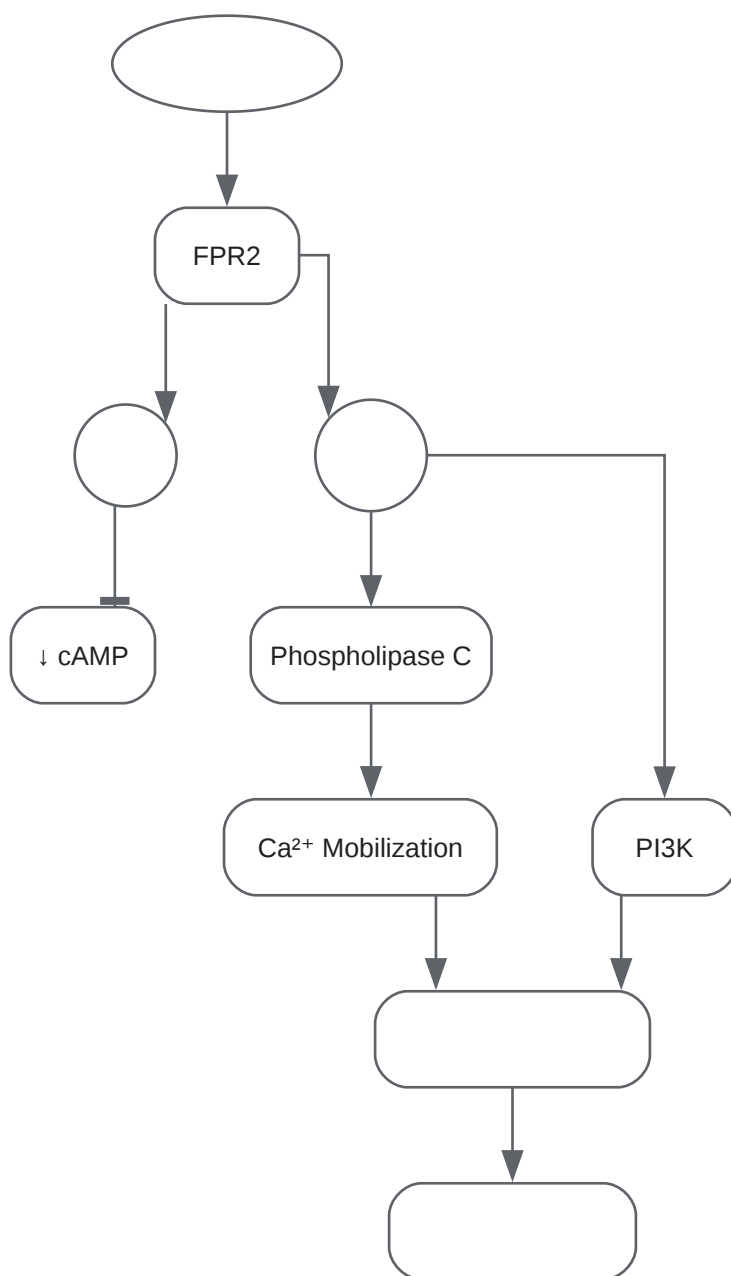 FPR2
↓ cAMP
Phospholipase C
Ca²⁺ Mobilization
PI3K